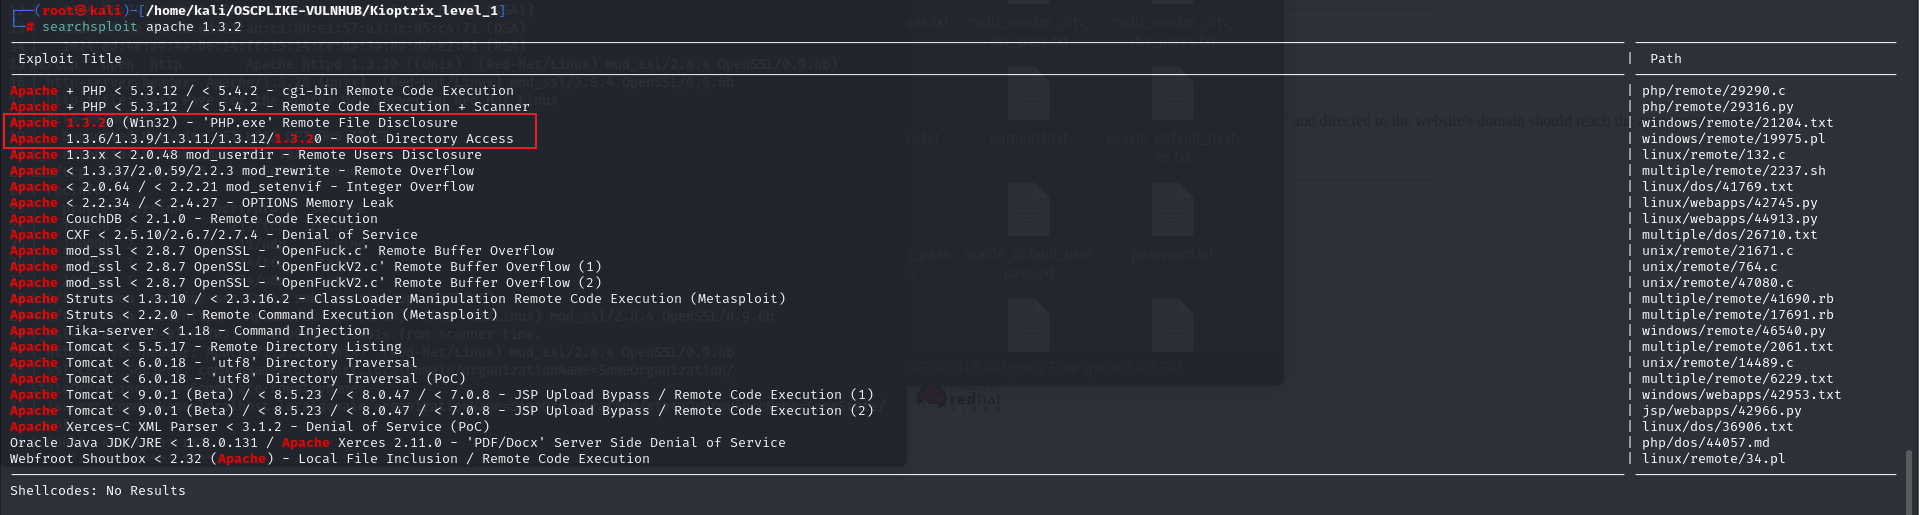 ┌──(root㉿kali)-[/home/kali/OSCPLIKE-VULNHUB/Kioptrix_level_1]
└─# searchsploit apache 1.3.2
Exploit Title | Path
Apache + PHP < 5.3.12 / < 5.4.2 - cgi-bin Remote Code Execution | php/remote/29290.c
Apache + PHP < 5.3.12 / < 5.4.2 - Remote Code Execution + Scanner | php/remote/29316.py
Apache 1.3.20 (Win32) - 'PHP.exe' Remote File Disclosure | windows/remote/21204.txt
Apache 1.3.6/1.3.9/1.3.11/1.3.12/1.3.20 - Root Directory Access | windows/remote/19975.pl
Apache 1.3.x < 2.0.48 mod_userdir - Remote Users Disclosure | linux/remote/132.c
Apache < 1.3.37/2.0.59/2.2.3 mod_rewrite - Remote Overflow | multiple/remote/2237.sh
Apache < 2.0.64 / < 2.2.21 mod_setenvif - Integer Overflow | linux/dos/41769.txt
Apache < 2.2.34 / < 2.4.27 - OPTIONS Memory Leak | linux/webapps/42745.py
Apache CouchDB < 2.1.0 - Remote Code Execution | linux/webapps/44913.py
Apache CXF < 2.5.10/2.6.7/2.7.4 - Denial of Service | multiple/dos/26710.txt
Apache mod_ssl < 2.8.7 OpenSSL - 'OpenFuck.c' Remote Buffer Overflow | unix/remote/21671.c
Apache mod_ssl < 2.8.7 OpenSSL - 'OpenFuckV2.c' Remote Buffer Overflow (1) | unix/remote/764.c
Apache mod_ssl < 2.8.7 OpenSSL - 'OpenFuckV2.c' Remote Buffer Overflow (2) | unix/remote/47080.c
Apache Struts < 1.3.10 / < 2.3.16.2 - ClassLoader Manipulation Remote Code Execution (Metasploit) | multiple/remote/41690.rb
Apache Struts < 2.2.0 - Remote Command Execution (Metasploit) | multiple/remote/17691.rb
Apache Tika-server < 1.18 - Command Injection | windows/remote/46540.py
Apache Tomcat < 5.5.17 - Remote Directory Listing | multiple/remote/2061.txt
Apache Tomcat < 6.0.18 - 'utf8' Directory Traversal | unix/remote/14489.c
Apache Tomcat < 6.0.18 - 'utf8' Directory Traversal (PoC) | multiple/remote/6229.txt
Apache Tomcat < 9.0.1 (Beta) / < 8.5.23 / < 8.0.47 / < 7.0.8 - JSP Upload Bypass / Remote Code Execution (1) | windows/webapps/42953.txt
Apache Tomcat < 9.0.1 (Beta) / < 8.5.23 / < 8.0.47 / < 7.0.8 - JSP Upload Bypass / Remote Code Execution (2) | jsp/webapps/42966.py
Apache Xerces-C XML Parser < 3.1.2 - Denial of Service (PoC) | linux/dos/36906.txt
Oracle Java JDK/JRE < 1.8.0.131 / Apache Xerces 2.11.0 - 'PDF/Docx' Server Side Denial of Service | php/dos/44057.md
Webfroot Shoutbox < 2.32 (Apache) - Local File Inclusion / Remote Code Execution | linux/remote/34.pl
Shellcodes: No Results